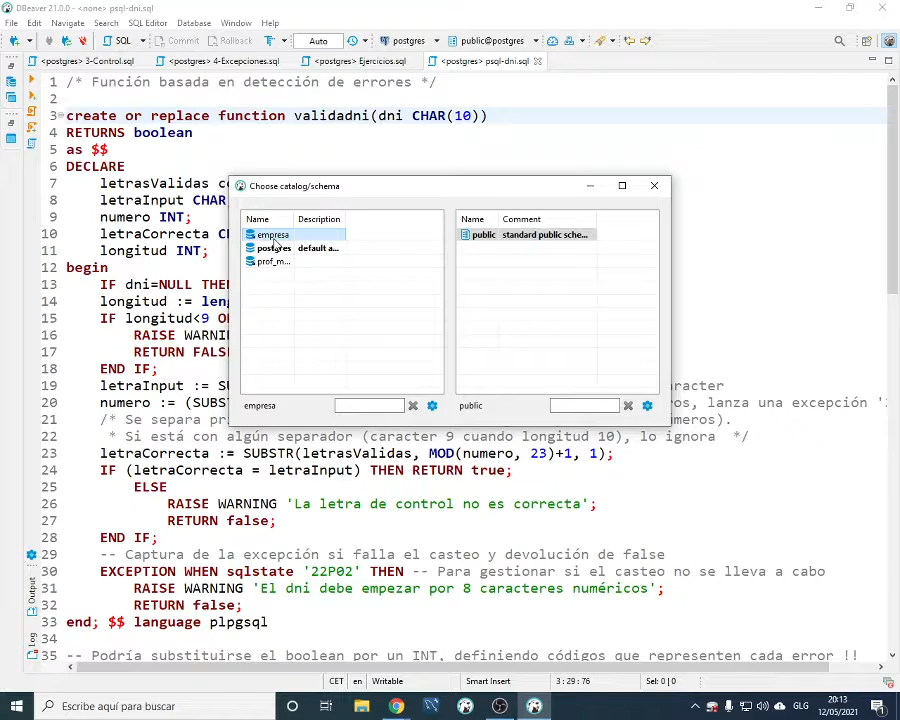 DBeaver 21.0.0 - <none> psql-dni.sql
File Edit Navigate Search SQL Editor Database Window Help
SQL Commit Rollback T Auto postgres public@postgres
<postgres> 3-Control.sql <postgres> 4-Excepciones.sql <postgres> Ejercicios.sql <postgres> psql-dni.sql
1 /* Función basada en detección de errores */
2
3 create or replace function validadni(dni CHAR(10))
4 RETURNS boolean
5 as $$
6 DECLARE
7 letrasValidas
8 letraInput CHAR
9 numero INT;
10 letraCorrecta
11 longitud INT;
12 begin
13 IF dni=NULL THEN
14 longitud :=
15 IF longitud<9
16 RAISE
17 RETURN
18 END IF;
19 letraInput := aracter
20 numero := lanza una excepción
21 /* Se separa úmeros).
22 * Si está con algún separador (caracter 9 cuando longitud 10), lo ignora */
23 letraCorrecta := SUBSTR(letrasValidas, MOD(numero, 23)+1, 1);
24 IF (letraCorrecta = letraInput) THEN RETURN true;
25 ELSE
26 RAISE WARNING 'La letra de control no es correcta';
27 RETURN false;
28 END IF;
29 -- Captura de la excepción si falla el casteo y devolución de false
30 EXCEPTION WHEN sqlstate '22P02' THEN -- Para gestionar si el casteo no se lleva a cabo
31 RAISE WARNING 'El dni debe empezar por 8 caracteres numéricos';
32 RETURN false;
33 end; $$ language plpgsql
34
35 -- Podría substituirse el boolean por un INT, definiendo códigos que representen cada error !!
Choose catalog/schema
Name Description
empresa
postgres default a...
prof_m...
empresa
Name Comment
public standard public sche...
public
Output
Log
CET en Writable Smart Insert 3 : 29 : 76 Sel: 0 | 0
Escribe aquí para buscar
GLG
20:13
12/05/2021
1